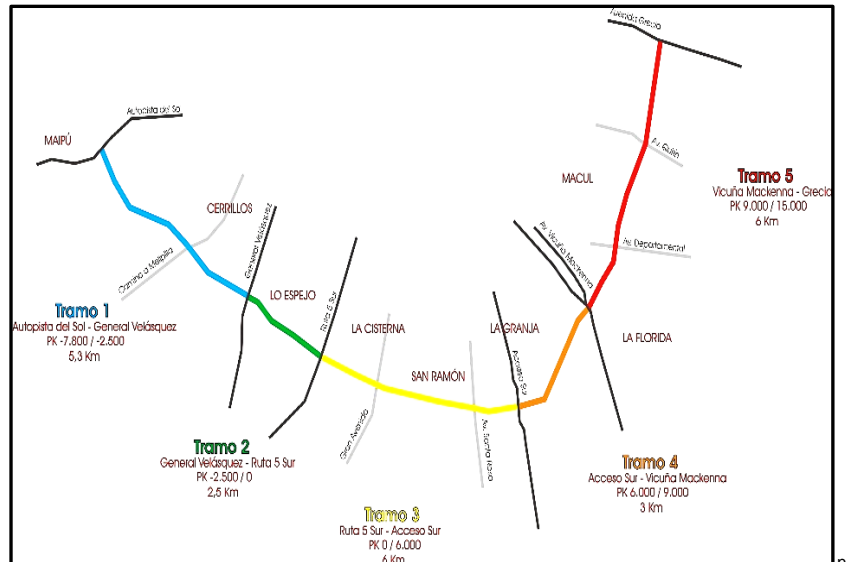 Avenida Grecia
Autopista del Sol
MAIPÚ
Av. Quilín
MACUL
Tramo 5
Vicuña Mackenna - Grecia
PK 9.000 / 15.000
6 Km
CERRILLOS
General Velásquez
Av. Vicuña Mackenna
Av. Departamental
Camino a Melipilla
LO ESPEJO
Ruta 5 Sur
Tramo 1
Autopista del Sol - General Velásquez
PK -7.800 / -2.500
5,3 Km
LA CISTERNA
LA GRANJA
LA FLORIDA
SAN RAMÓN
Acceso Sur
Gran Avenida
Av. Santa Rosa
Tramo 2
General Velásquez - Ruta 5 Sur
PK -2.500 / 0
2,5 Km
Tramo 4
Acceso Sur - Vicuña Mackenna
PK 6.000 / 9.000
3 Km
Tramo 3
Ruta 5 Sur - Acceso Sur
PK 0 / 6.000
6 Km